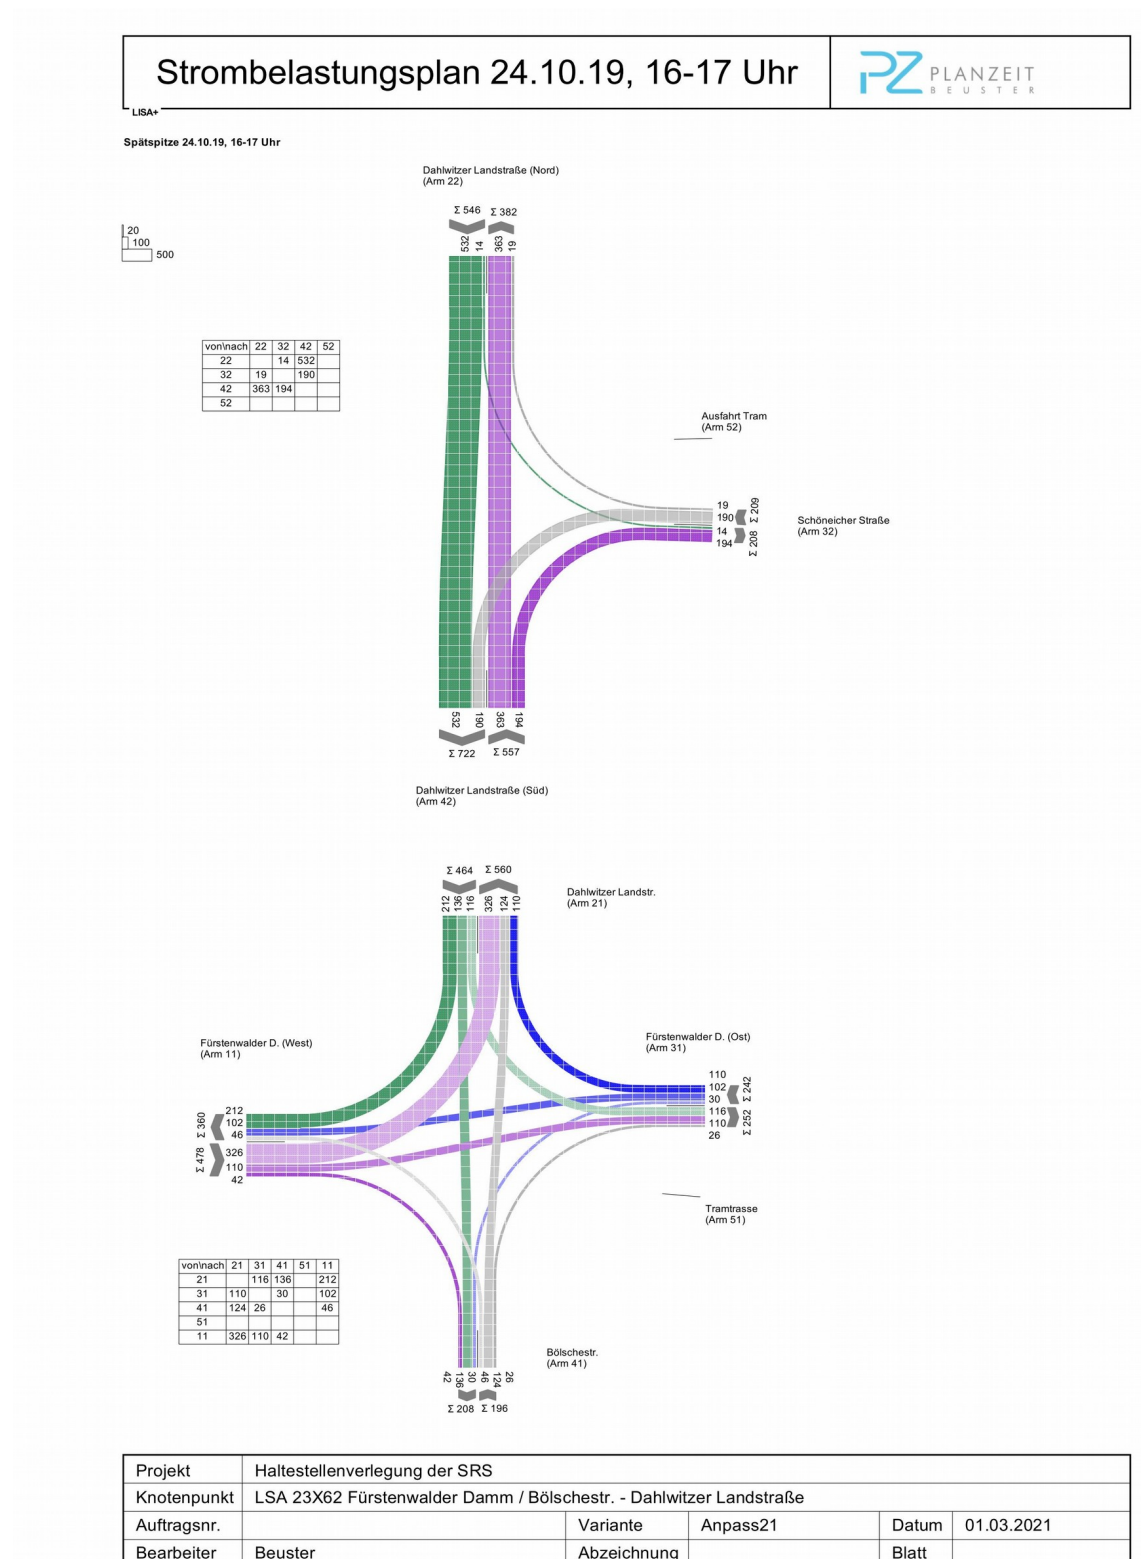 Strombelastungsplan 24.10.19, 16-17 Uhr
PZ PLANZEIT
BEUSTER
LISA+
Spätspitze 24.10.19, 16-17 Uhr
Dahlwitzer Landstraße (Nord)
(Arm 22)
Σ 546 Σ 382
532 14 363 19
20
100
500
von\nach 22 32 42 52
22 14 532
32 19 190
42 363 194
52
Ausfahrt Tram
(Arm 52)
19
190
14
194
Σ 209
Σ 208
Schöneicher Straße
(Arm 32)
532 190 363 194
Σ 722 Σ 557
Dahlwitzer Landstraße (Süd)
(Arm 42)
Σ 464 Σ 560
212 136 116 326 124 110
Dahlwitzer Landstr.
(Arm 21)
Fürstenwalder D. (West)
(Arm 11)
Fürstenwalder D. (Ost)
(Arm 31)
Σ 360
Σ 478
212
102
46
326
110
42
110
102
30
116
110
26
Σ 242
Σ 252
Tramtrasse
(Arm 51)
von\nach 21 31 41 51 11
21 116 136 212
31 110 30 102
41 124 26 46
51
11 326 110 42
Bölschestr.
(Arm 41)
42 136 30 46 124 26
Σ 208 Σ 196
Projekt Haltestellenverlegung der SRS
Knotenpunkt LSA 23X62 Fürstenwalder Damm / Bölschestr. - Dahlwitzer Landstraße
Auftragsnr. Variante Anpass21 Datum 01.03.2021
Bearbeiter Beuster Abzeichnung Blatt